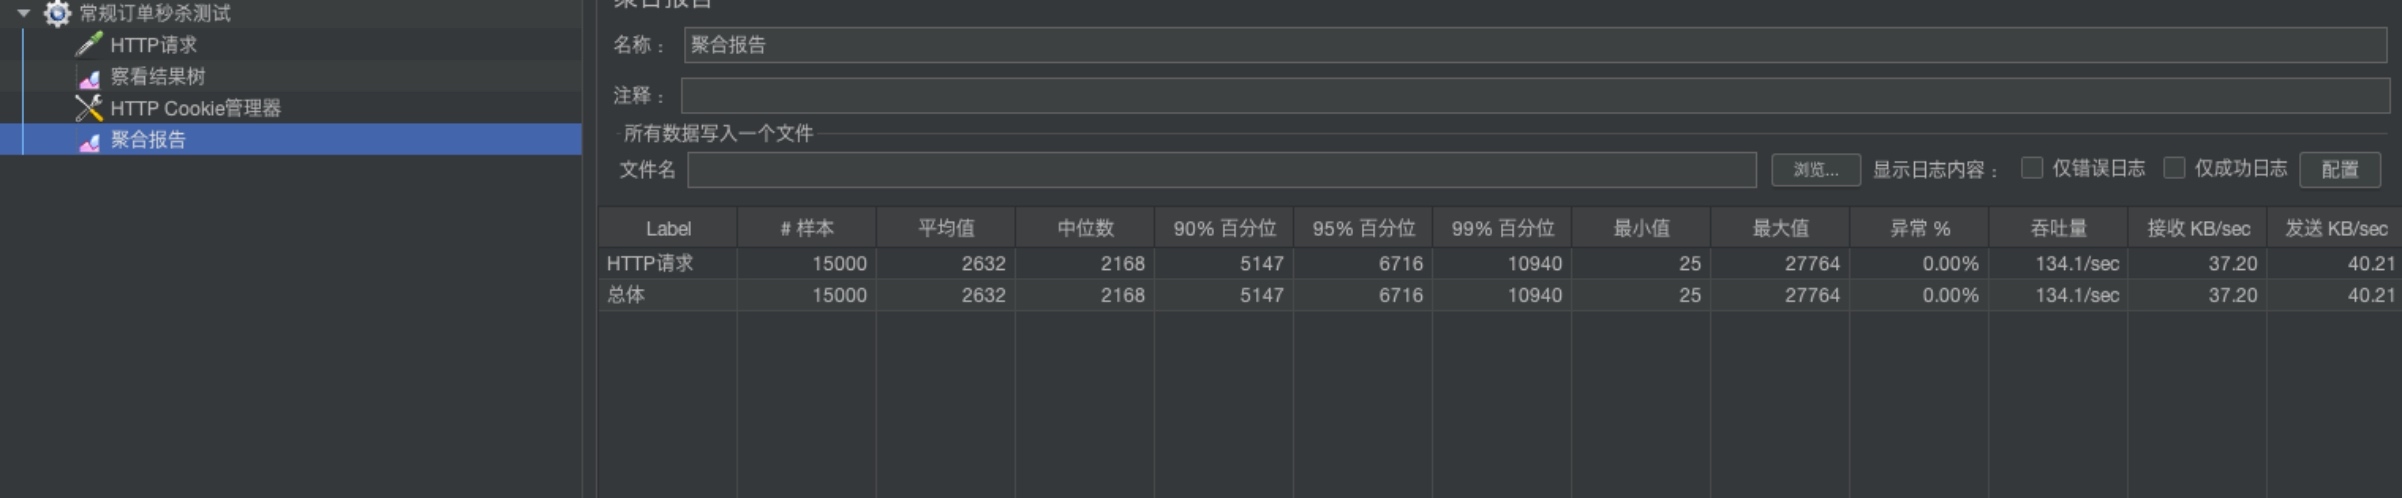 常规订单秒杀测试
HTTP请求
察看结果树
HTTP Cookie管理器
聚合报告
聚合报告
名称： 聚合报告
注释：
所有数据写入一个文件
文件名 浏览... 显示日志内容： 仅错误日志 仅成功日志 配置
Label # 样本 平均值 中位数 90% 百分位 95% 百分位 99% 百分位 最小值 最大值 异常 % 吞吐量 接收 KB/sec 发送 KB/sec
HTTP请求 15000 2632 2168 5147 6716 10940 25 27764 0.00% 134.1/sec 37.20 40.21
总体 15000 2632 2168 5147 6716 10940 25 27764 0.00% 134.1/sec 37.20 40.21